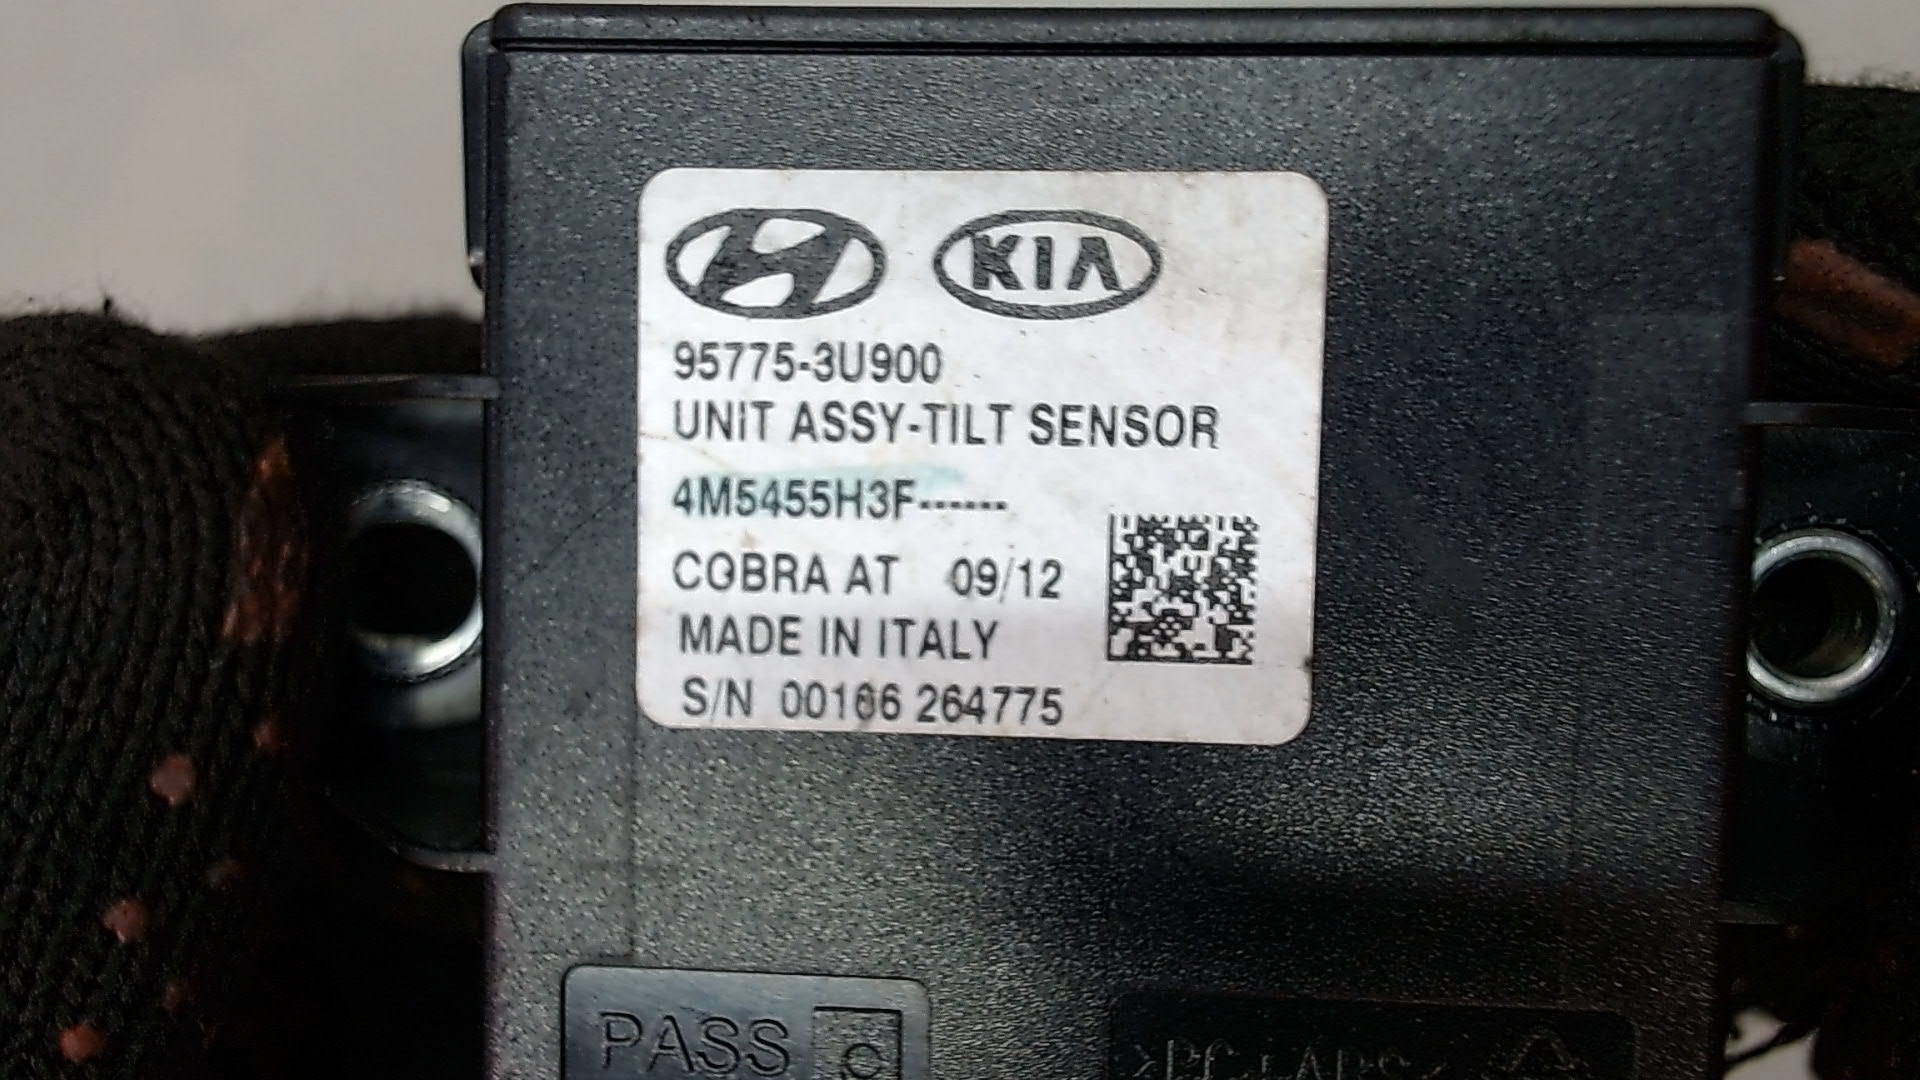 KIA
95775-3U900
UNIT ASSY-TILT SENSOR
4M5455H3F------
COBRA AT 09/12
MADE IN ITALY
S/N 00166 264775
PASS C